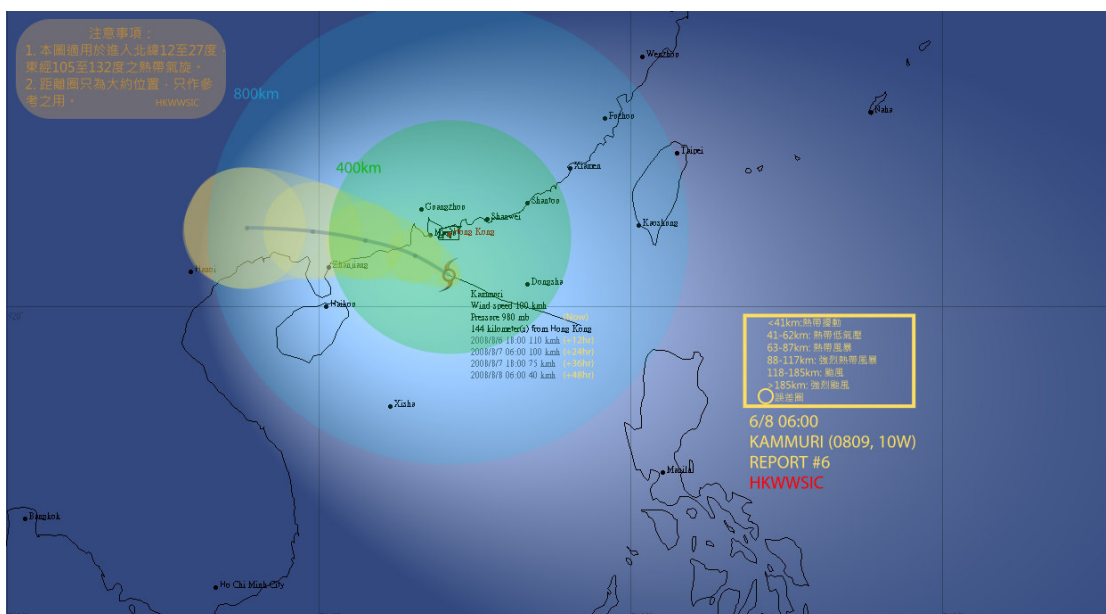 注意事項：
1. 本圖適用於進入北緯12至27度，
東經105至132度之熱帶氣旋。
2. 距離圈只為大約位置，只作參
考之用。
HKWWSIC
800km
400km
Wenzhou
Naha
Fuzhou
Taipei
Xiamen
Guangzhou
Shantou
Shanwei
Kaozhong
Hong Kong
Hanoi
Zhanjiang
Dongsha
Haikou
Kammuri
Wind speed 100 kmh
Pressure 980 mb (Now)
144 kilometer(s) from Hong Kong
2008/8/6 18:00 110 kmh (+12hr)
2008/8/7 06:00 100 kmh (+24hr)
2008/8/7 18:00 75 kmh (+36hr)
2008/8/8 06:00 40 kmh (+48hr)
<41km:熱帶擾動
41-62km: 熱帶低氣壓
63-87km: 熱帶風暴
88-117km: 強烈熱帶風暴
118-185km: 颱風
>185km: 強烈颱風
誤差圈
Xisha
6/8 06:00
KAMMURI (0809, 10W)
REPORT #6
HKWWSIC
Manila
Bangkok
Ho Chi Minh City